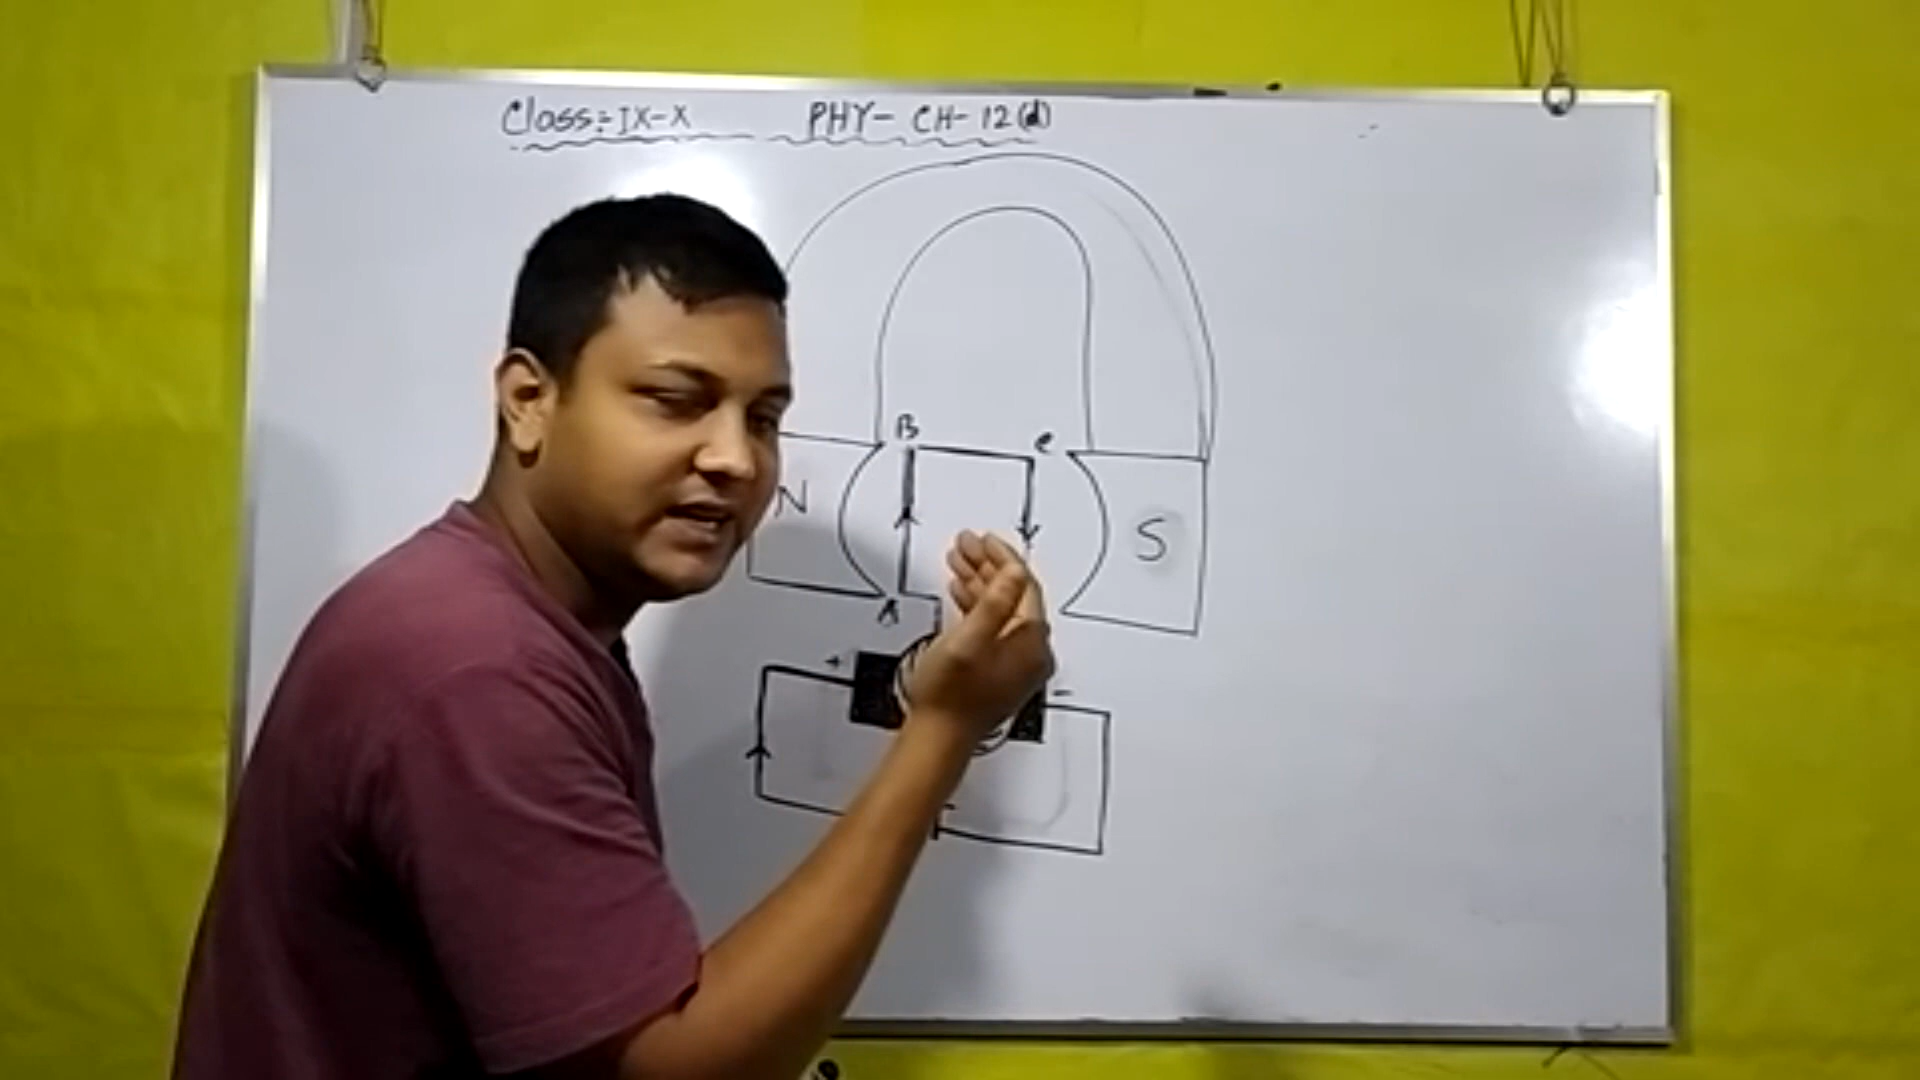 Class:- IX-X PHY- CH-12(d)
B C
N S
A
+ -